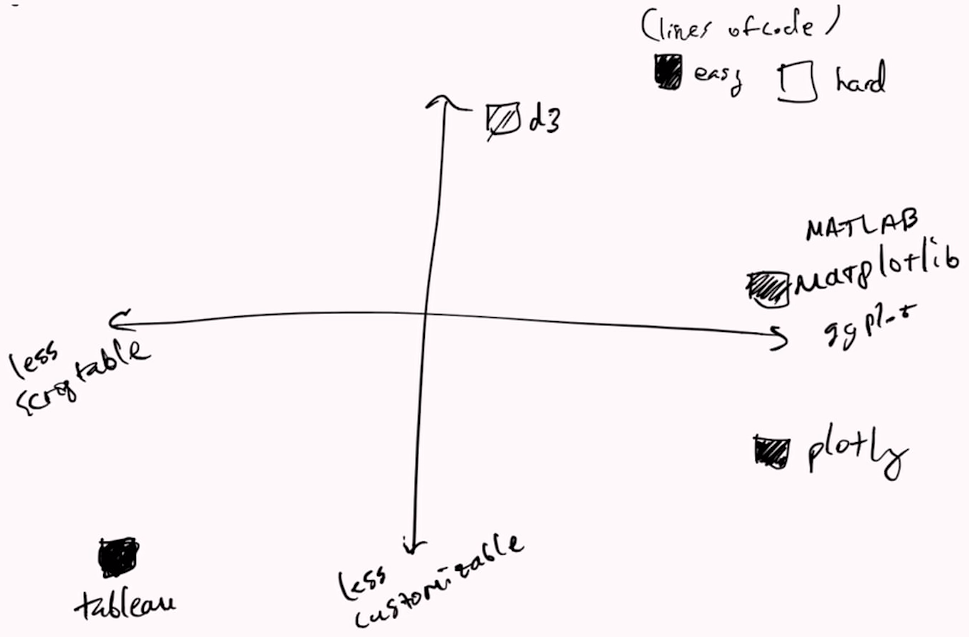 (lines of code)
easy hard
d3
MATLAB
Matplotlib
ggplot
less
scriptable
plotly
less
customizable
tableau